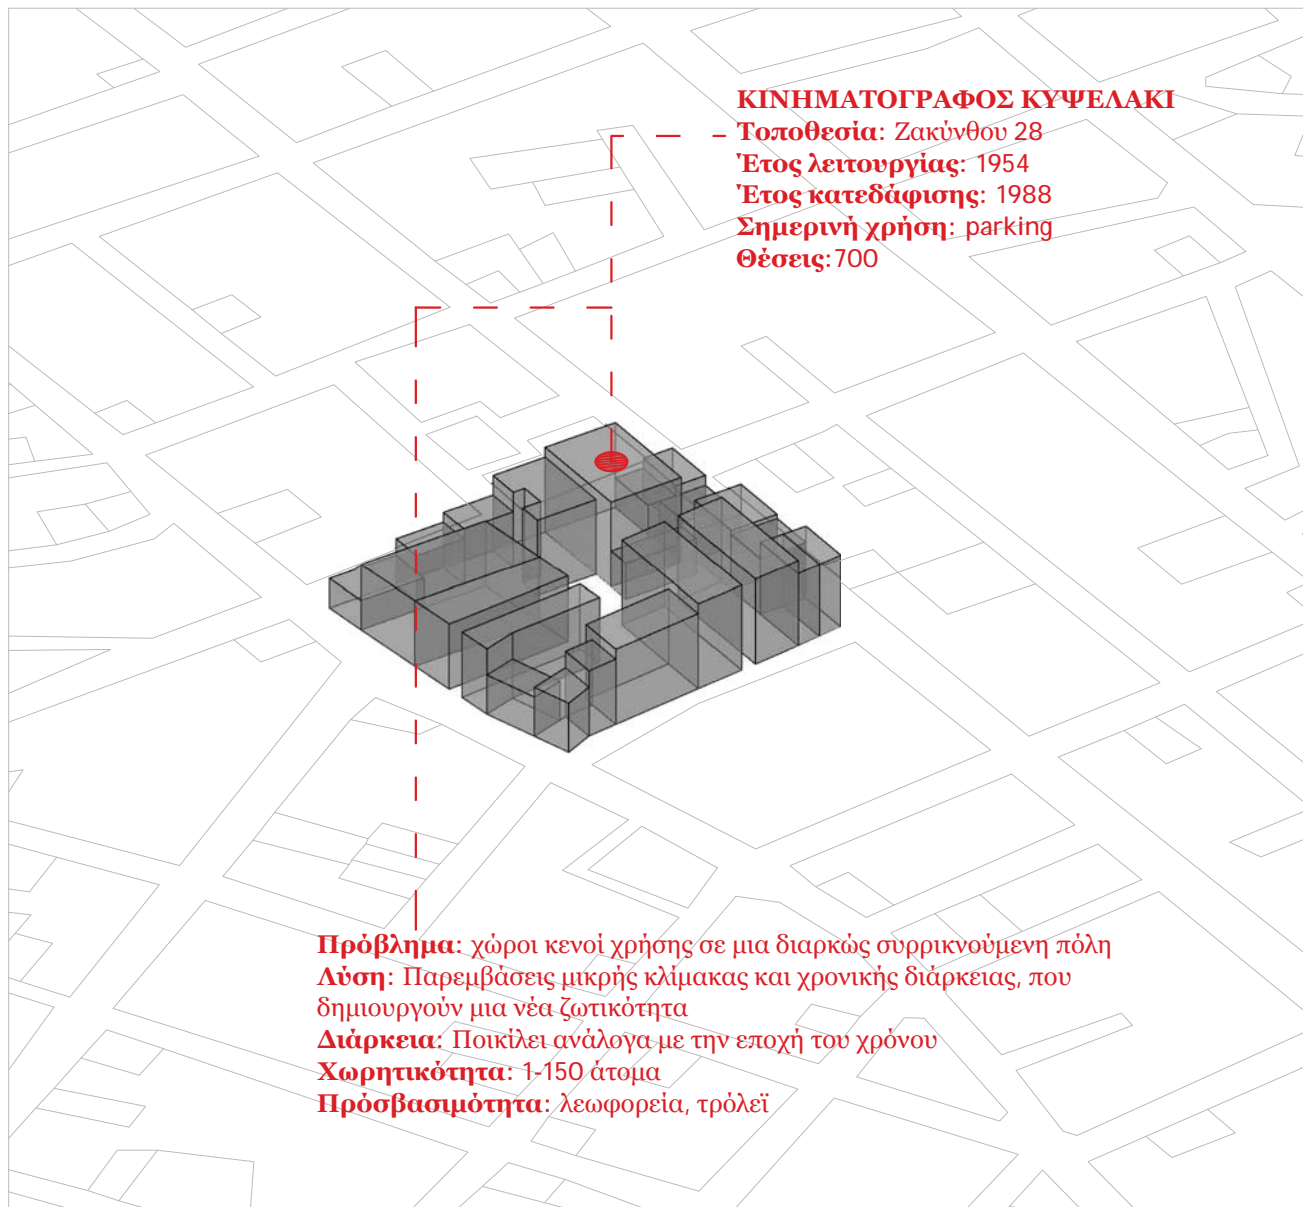 ΚΙΝΗΜΑΤΟΓΡΑΦΟΣ ΚΥΨΕΛΑΚΙ
Τοποθεσία: Ζακύνθου 28
Έτος λειτουργίας: 1954
Έτος κατεδάφισης: 1988
Σημερινή χρήση: parking
Θέσεις:700
Πρόβλημα: χώροι κενοί χρήσης σε μια διαρκώς συρρικνούμενη πόλη
Λύση: Παρεμβάσεις μικρής κλίμακας και χρονικής διάρκειας, που
δημιουργούν μια νέα ζωτικότητα
Διάρκεια: Ποικίλει ανάλογα με την εποχή του χρόνου
Χωρητικότητα: 1-150 άτομα
Πρόσβασιμότητα: λεωφορεία, τρόλεϊ